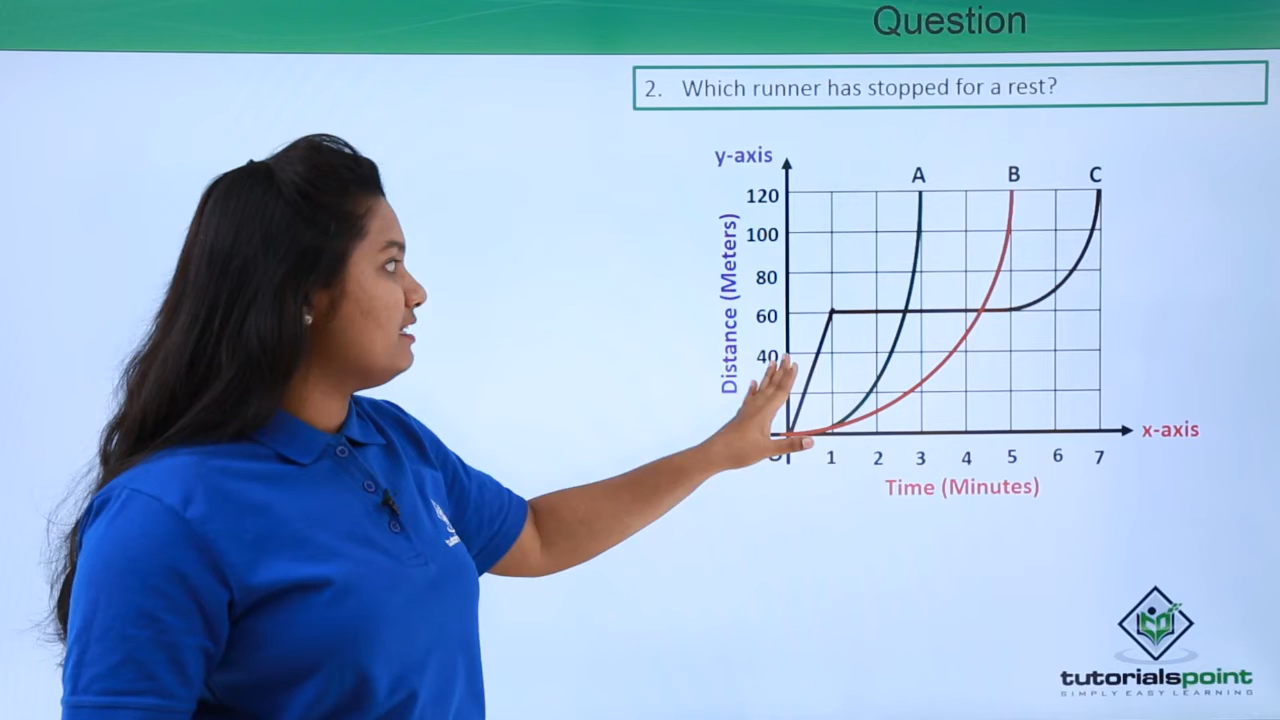 Question
2. Which runner has stopped for a rest?
y-axis
A B C
120
100
80
60
40
Distance (Meters)
1 2 3 4 5 6 7
x-axis
Time (Minutes)
tutorialspoint
SIMPLY EASY LEARNING